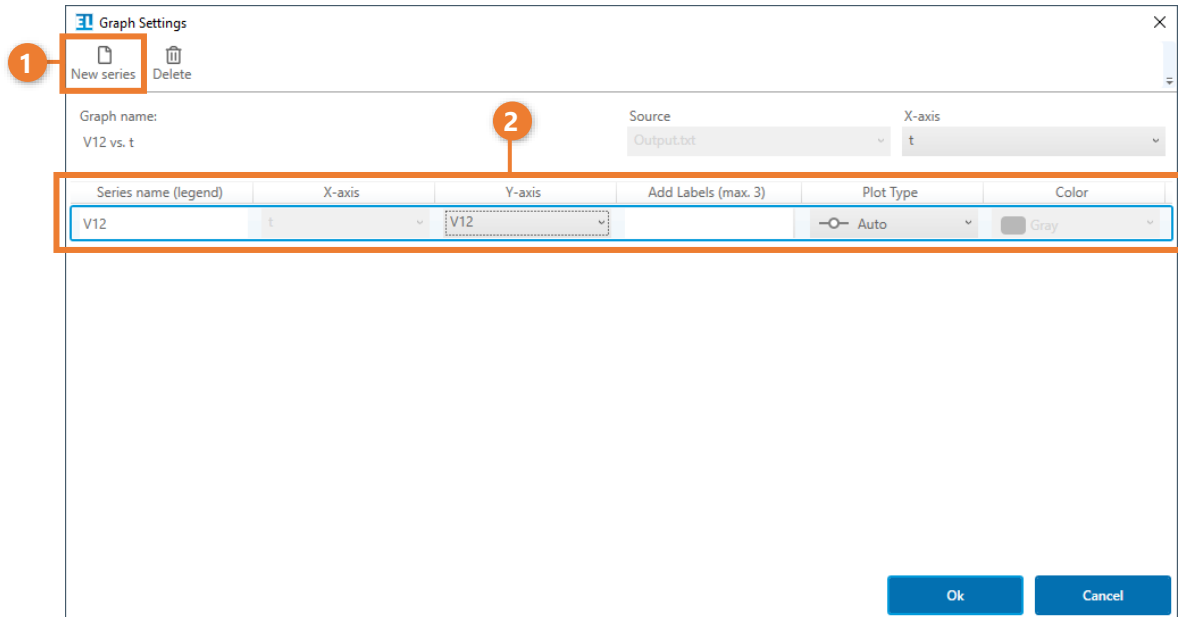 Graph Settings
1
New series Delete
Graph name: Source X-axis
2
V12 vs. t Output.txt t
Series name (legend) X-axis Y-axis Add Labels (max. 3) Plot Type Color
V12 t V12 Auto Gray
Ok Cancel